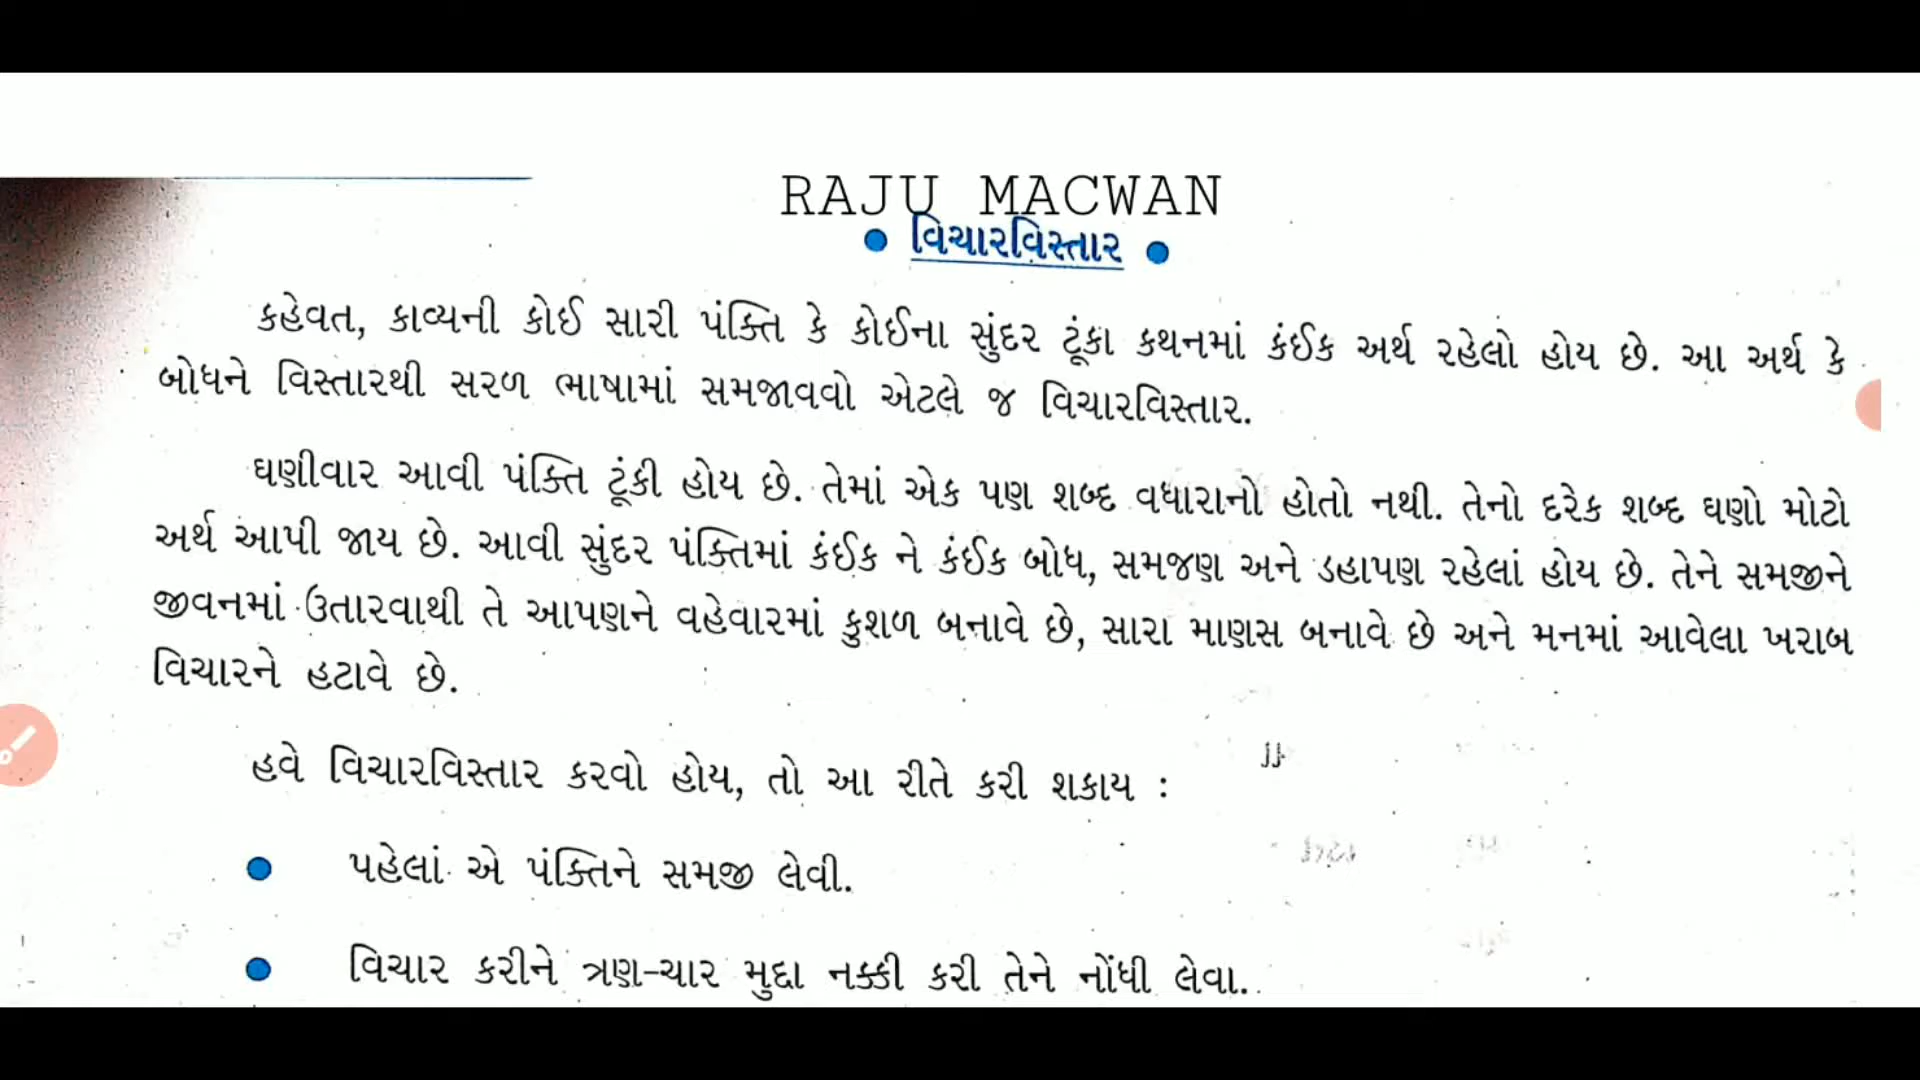 RAJU MACWAN
• વિચારવિસ્તાર •
કહેવત, કાવ્યની કોઈ સારી પંક્તિ કે કોઈના સુંદર ટૂંકા કથનમાં કંઈક અર્થ રહેલો હોય છે. આ અર્થ કે
બોધને વિસ્તારથી સરળ ભાષામાં સમજાવવો એટલે જ વિચારવિસ્તાર.
ઘણીવાર આવી પંક્તિ ટૂંકી હોય છે. તેમાં એક પણ શબ્દ વધારાનો હોતો નથી. તેનો દરેક શબ્દ ઘણો મોટો
અર્થ આપી જાય છે. આવી સુંદર પંક્તિમાં કંઈક ને કંઈક બોધ, સમજણ અને ડહાપણ રહેલાં હોય છે. તેને સમજીને
જીવનમાં ઉતારવાથી તે આપણને વહેવારમાં કુશળ બનાવે છે, સારા માણસ બનાવે છે અને મનમાં આવેલા ખરાબ
વિચારને હટાવે છે.
હવે વિચારવિસ્તાર કરવો હોય, તો આ રીતે કરી શકાય :
• પહેલાં એ પંક્તિને સમજી લેવી.
• વિચાર કરીને ત્રણ-ચાર મુદ્દા નક્કી કરી તેને નોંધી લેવા.